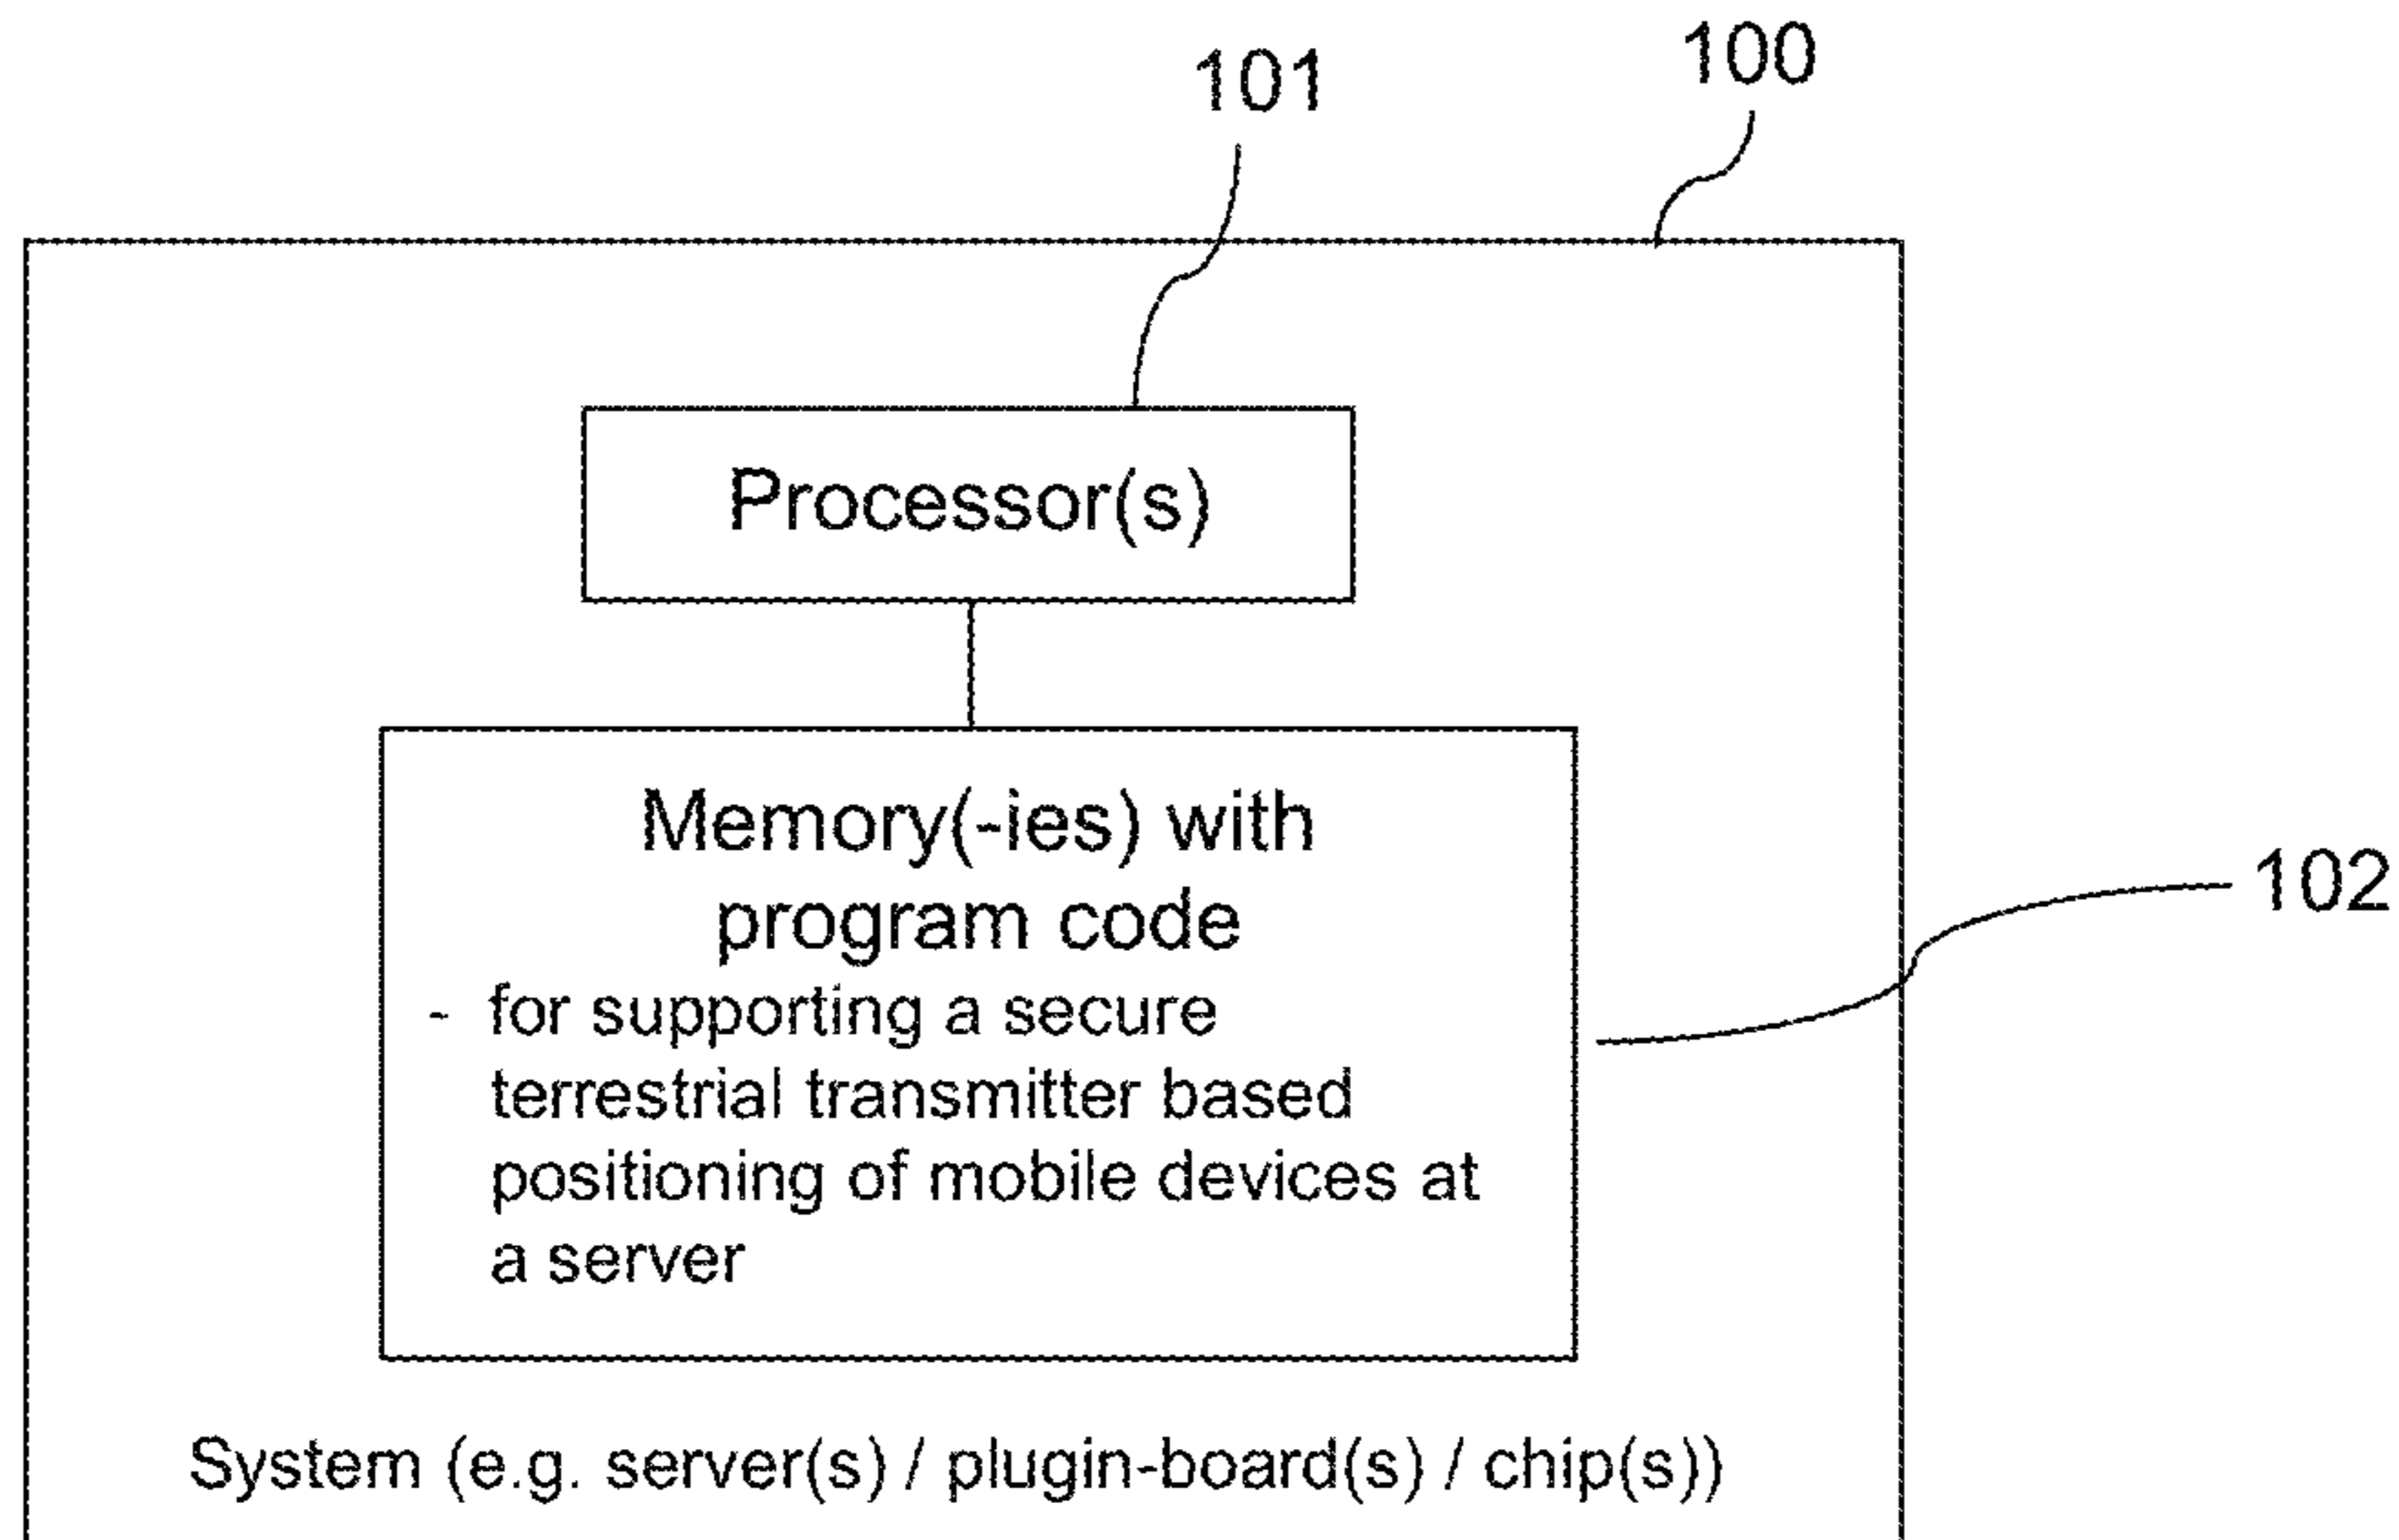 101
100
Processor(s)
Memory(-ies) with
program code
- for supporting a secure
terrestrial transmitter based
positioning of mobile devices at
a server
102
System (e.g. server(s) / plugin-board(s) / chip(s))